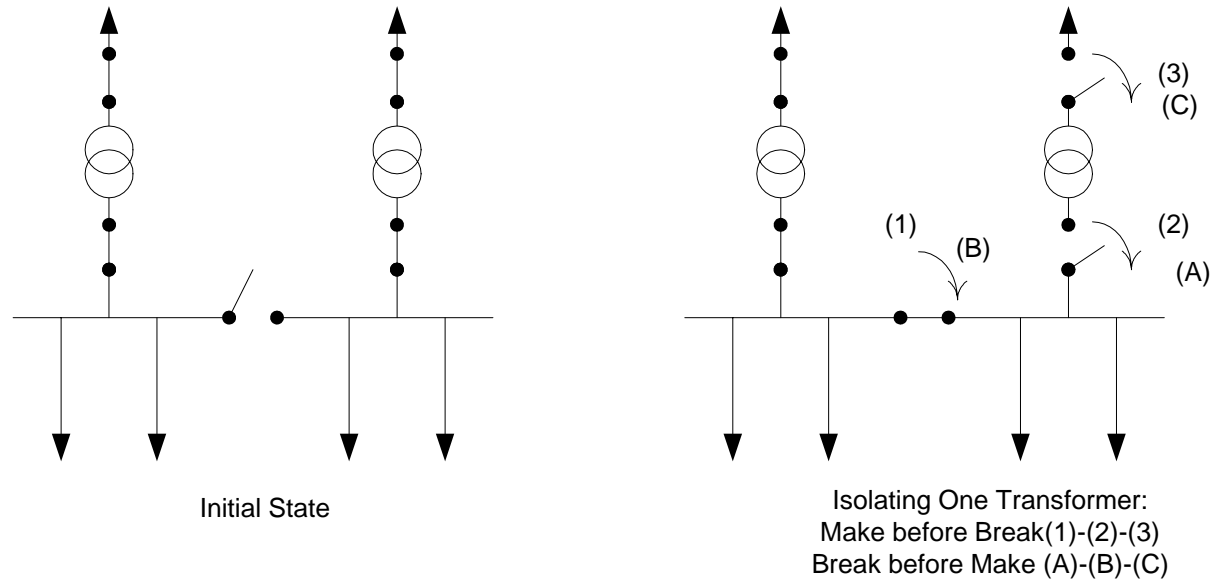 (3)
(C)
(1)
(B)
(2)
(A)
Initial State
Isolating One Transformer:
Make before Break(1)-(2)-(3)
Break before Make (A)-(B)-(C)